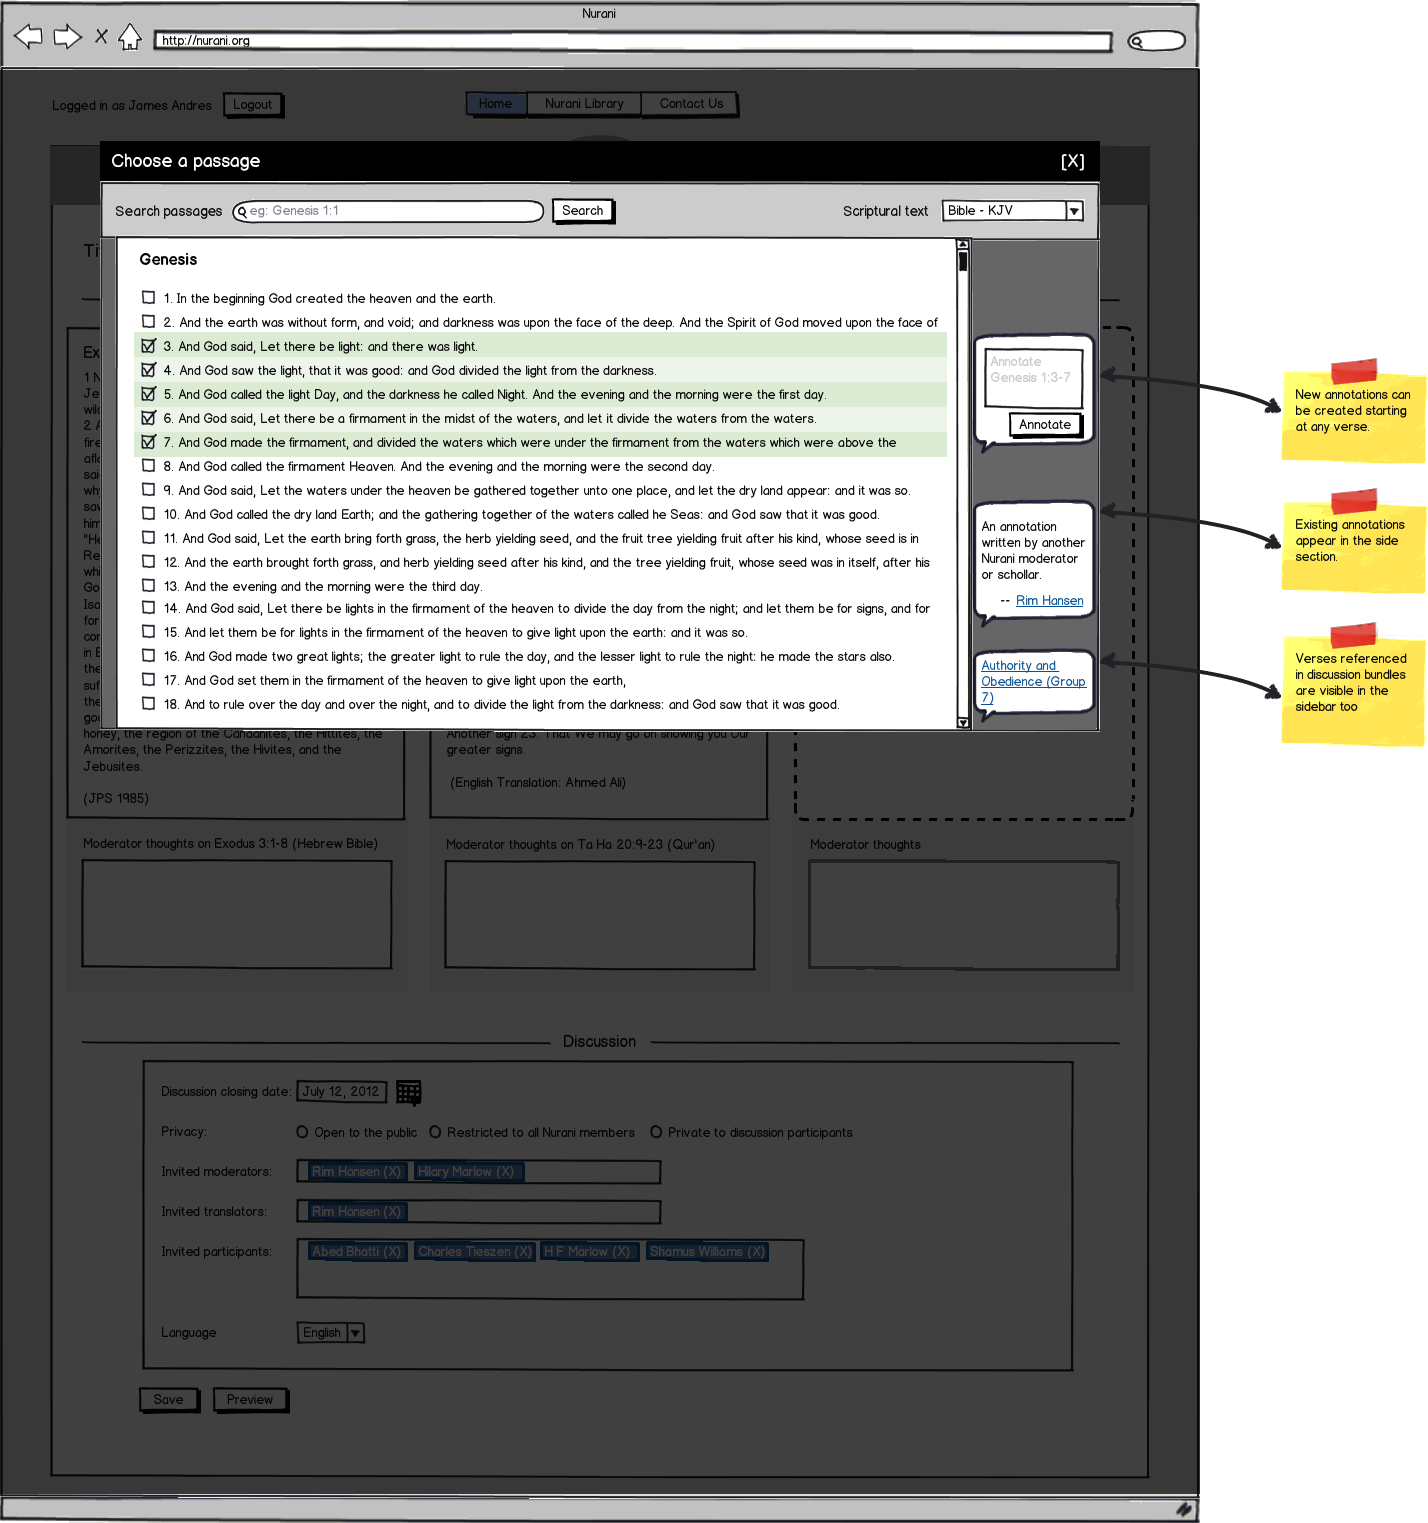 Nurani
http://nurani.org
Logged in as James Andres
Logout
Home
Nurani Library
Contact Us
Choose a passage
[X]
Search passages
eg: Genesis 1:1
Search
Scriptural text
Bible - KJV
Genesis
1. In the beginning God created the heaven and the earth.
2. And the earth was without form, and void; and darkness was upon the face of the deep. And the Spirit of God moved upon the face of
3. And God said, Let there be light: and there was light.
4. And God saw the light, that it was good: and God divided the light from the darkness.
5. And God called the light Day, and the darkness he called Night. And the evening and the morning were the first day.
6. And God said, Let there be a firmament in the midst of the waters, and let it divide the waters from the waters.
7. And God made the firmament, and divided the waters which were under the firmament from the waters which were above the
8. And God called the firmament Heaven. And the evening and the morning were the second day.
9. And God said, Let the waters under the heaven be gathered together unto one place, and let the dry land appear: and it was so.
10. And God called the dry land Earth; and the gathering together of the waters called he Seas: and God saw that it was good.
11. And God said, Let the earth bring forth grass, the herb yielding seed, and the fruit tree yielding fruit after his kind, whose seed is in
12. And the earth brought forth grass, and herb yielding seed after his kind, and the tree yielding fruit, whose seed was in itself, after his
13. And the evening and the morning were the third day.
14. And God said, Let there be lights in the firmament of the heaven to divide the day from the night; and let them be for signs, and for
15. And let them be for lights in the firmament of the heaven to give light upon the earth: and it was so.
16. And God made two great lights; the greater light to rule the day, and the lesser light to rule the night: he made the stars also.
17. And God set them in the firmament of the heaven to give light upon the earth,
18. And to rule over the day and over the night, and to divide the light from the darkness: and God saw that it was good.
Annotate
Genesis 1:3-7
Annotate
An annotation
written by another
Nurani moderator
or schollar.
-- Rim Hansen
Authority and
Obedience (Group
7)
New annotations can
be created starting
at any verse.
Existing annotations
appear in the side
section.
Verses referenced
in discussion bundles
are visible in the
sidebar too
honey, the region of the Canaanites, the Hittites, the
Amorites, the Perizzites, the Hivites, and the
Jebusites.
(JPS 1985)
Another sign 23. That We may go on showing you Our
greater signs.
(English Translation: Ahmed Ali)
Moderator thoughts on Exodus 3:1-8 (Hebrew Bible)
Moderator thoughts on Ta Ha 20:9-23 (Qur'an)
Moderator thoughts
Discussion
Discussion closing date: July 12, 2012
Privacy: Open to the public Restricted to all Nurani members Private to discussion participants
Invited moderators: Rim Hansen (X) Hilary Marlow (X)
Invited translators: Rim Hansen (X)
Invited participants: Abed Bhatti (X) Charles Tieszen (X) H F Marlow (X) Shamus Williams (X)
Language English
Save Preview